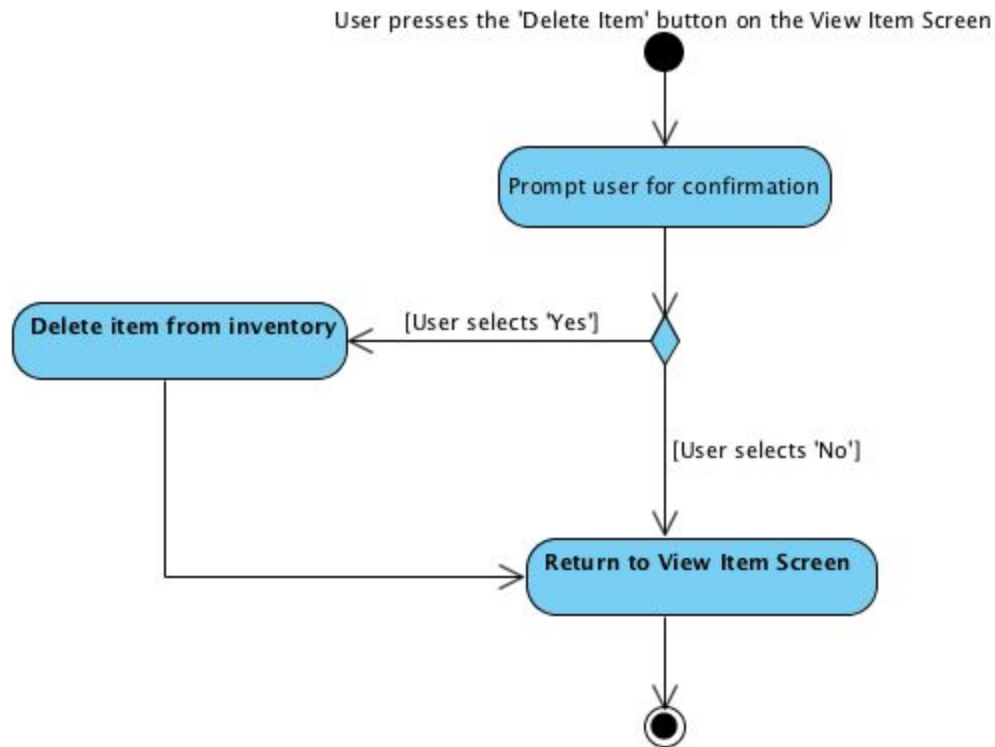 User presses the 'Delete Item' button on the View Item Screen
Prompt user for confirmation
[User selects 'Yes']
Delete item from inventory
[User selects 'No']
Return to View Item Screen